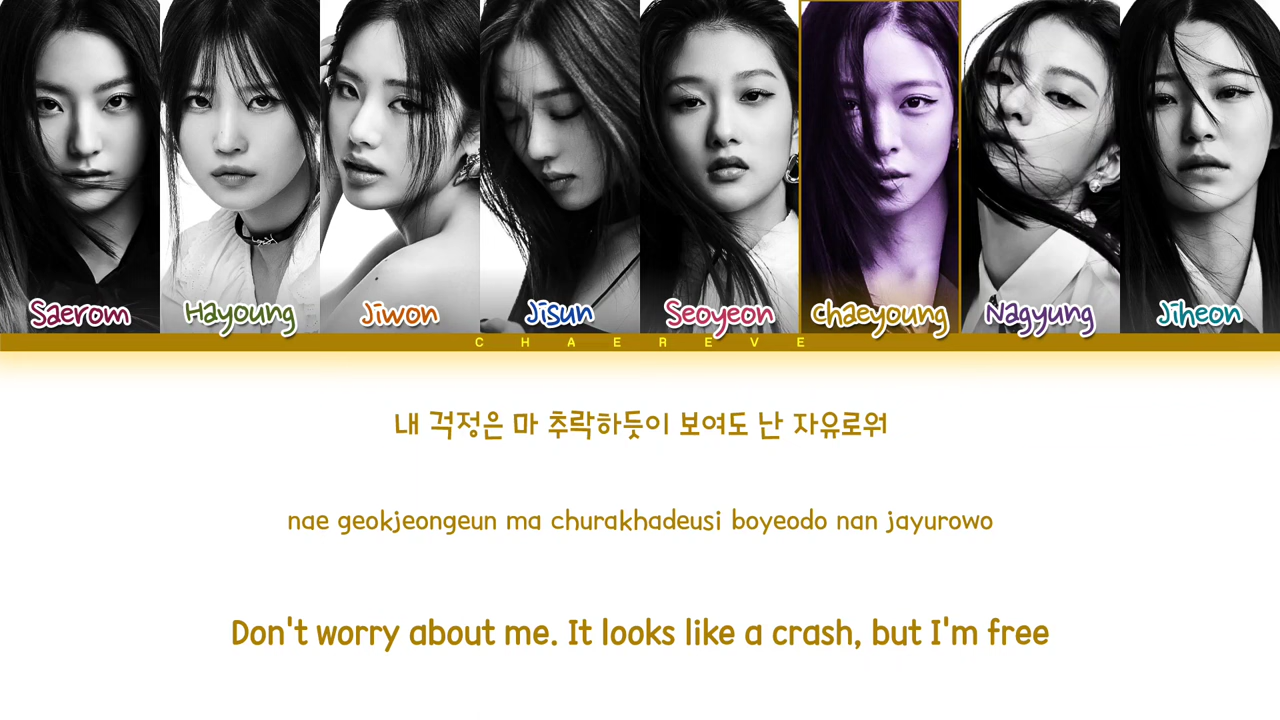 Saerom Hayoung Jiwon Jisun Seoyeon chaeyoung Nagyung Jiheon
CHAEREVE
내 걱정은 마 추락하듯이 보여도 난 자유로워
nae geokjeongeun ma churakhadeusi boyeodo nan jayurowo
Don't worry about me. It looks like a crash, but I'm free